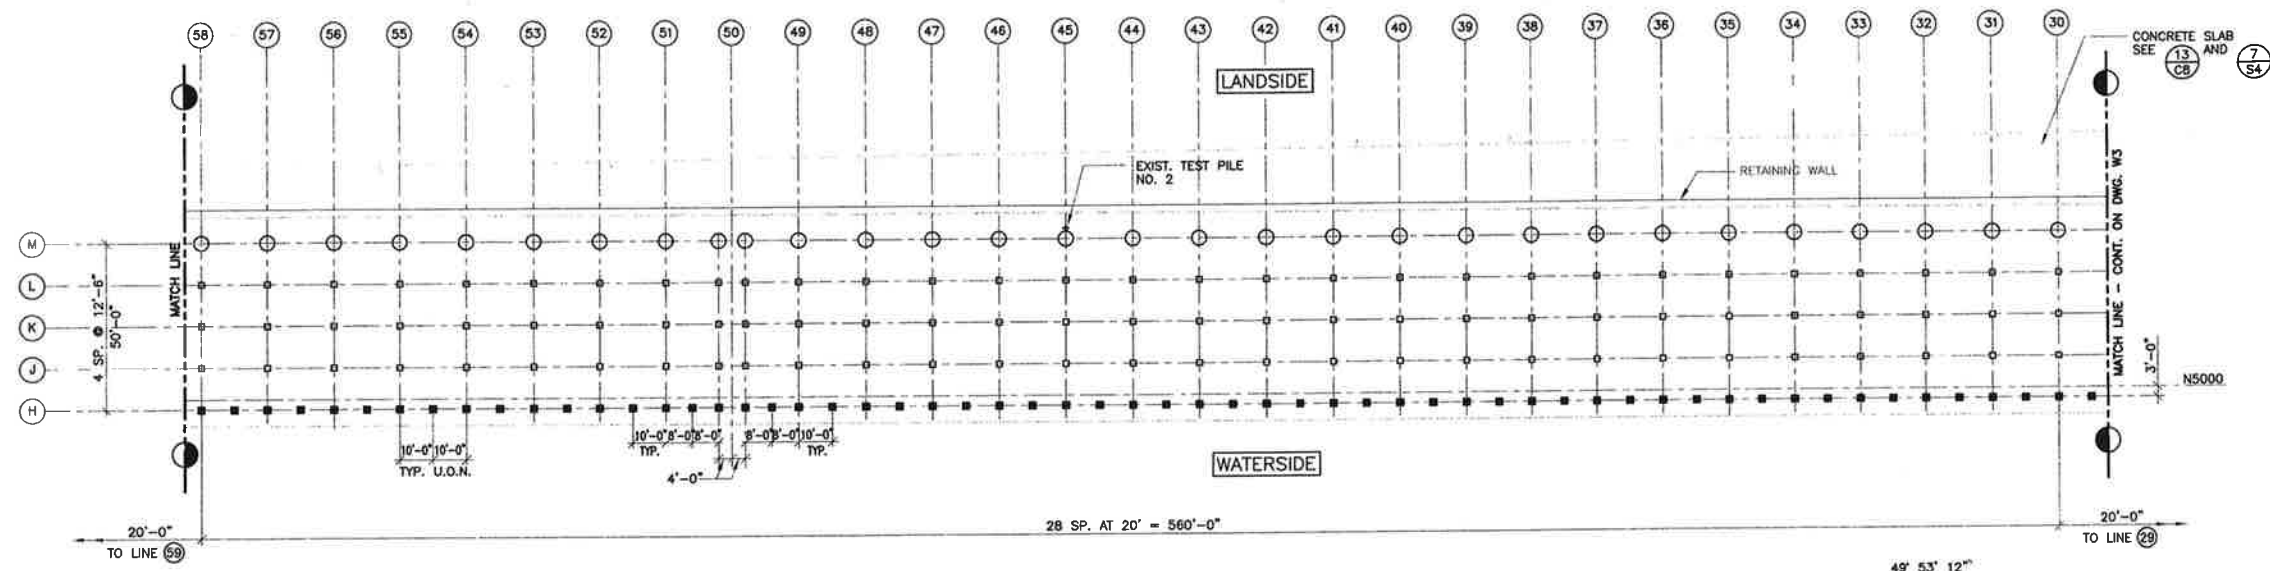 58 57 56 55 54 53 52 51 50 49 48 47 46 45 44 43 42 41 40 39 38 37 36 35 34 33 32 31 30
CONCRETE SLAB
SEE 13/C8 AND 7/S4
LANDSIDE
EXIST. TEST PILE
NO. 2
RETAINING WALL
MATCH LINE
MATCH LINE - CONT. ON DWG. W3
M
L
K
J
H
4 SP. @ 12'-6"
50'-0"
3'-0"
N5000
10'-0" 8'-0" 8'-0"
TYP.
8'-0" 8'-0" 10'-0"
TYP.
10'-0" 10'-0"
TYP. U.O.N.
4'-0"
WATERSIDE
28 SP. AT 20' = 560'-0"
20'-0"
TO LINE 59
20'-0"
TO LINE 29
49' 53' 12"